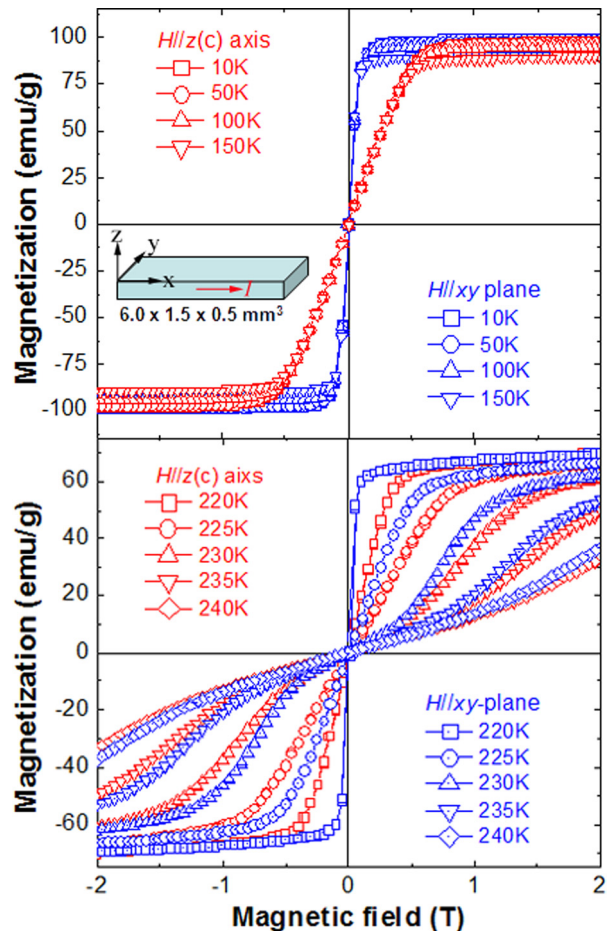 Magnetization (emu/g)
100
75
50
25
0
-25
-50
-75
-100
H//z(c) axis
10K
50K
100K
150K
z
y
x
I
6.0 x 1.5 x 0.5 mm³
H//xy plane
10K
50K
100K
150K
Magnetization (emu/g)
60
40
20
0
-20
-40
-60
H//z(c) aixs
220K
225K
230K
235K
240K
H//xy-plane
220K
225K
230K
235K
240K
-2 -1 0 1 2
Magnetic field (T)